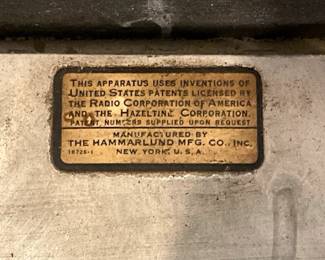 THIS APPARATUS USES INVENTIONS OF
UNITED STATES PATENTS LICENSED BY
THE RADIO CORPORATION OF AMERICA
AND THE HAZELTINE CORPORATION.
PATENT NUMBERS SUPPLIED UPON REQUEST
MANUFACTURED BY
THE HAMMARLUND MFG. CO., INC.
NEW YORK, U.S.A.